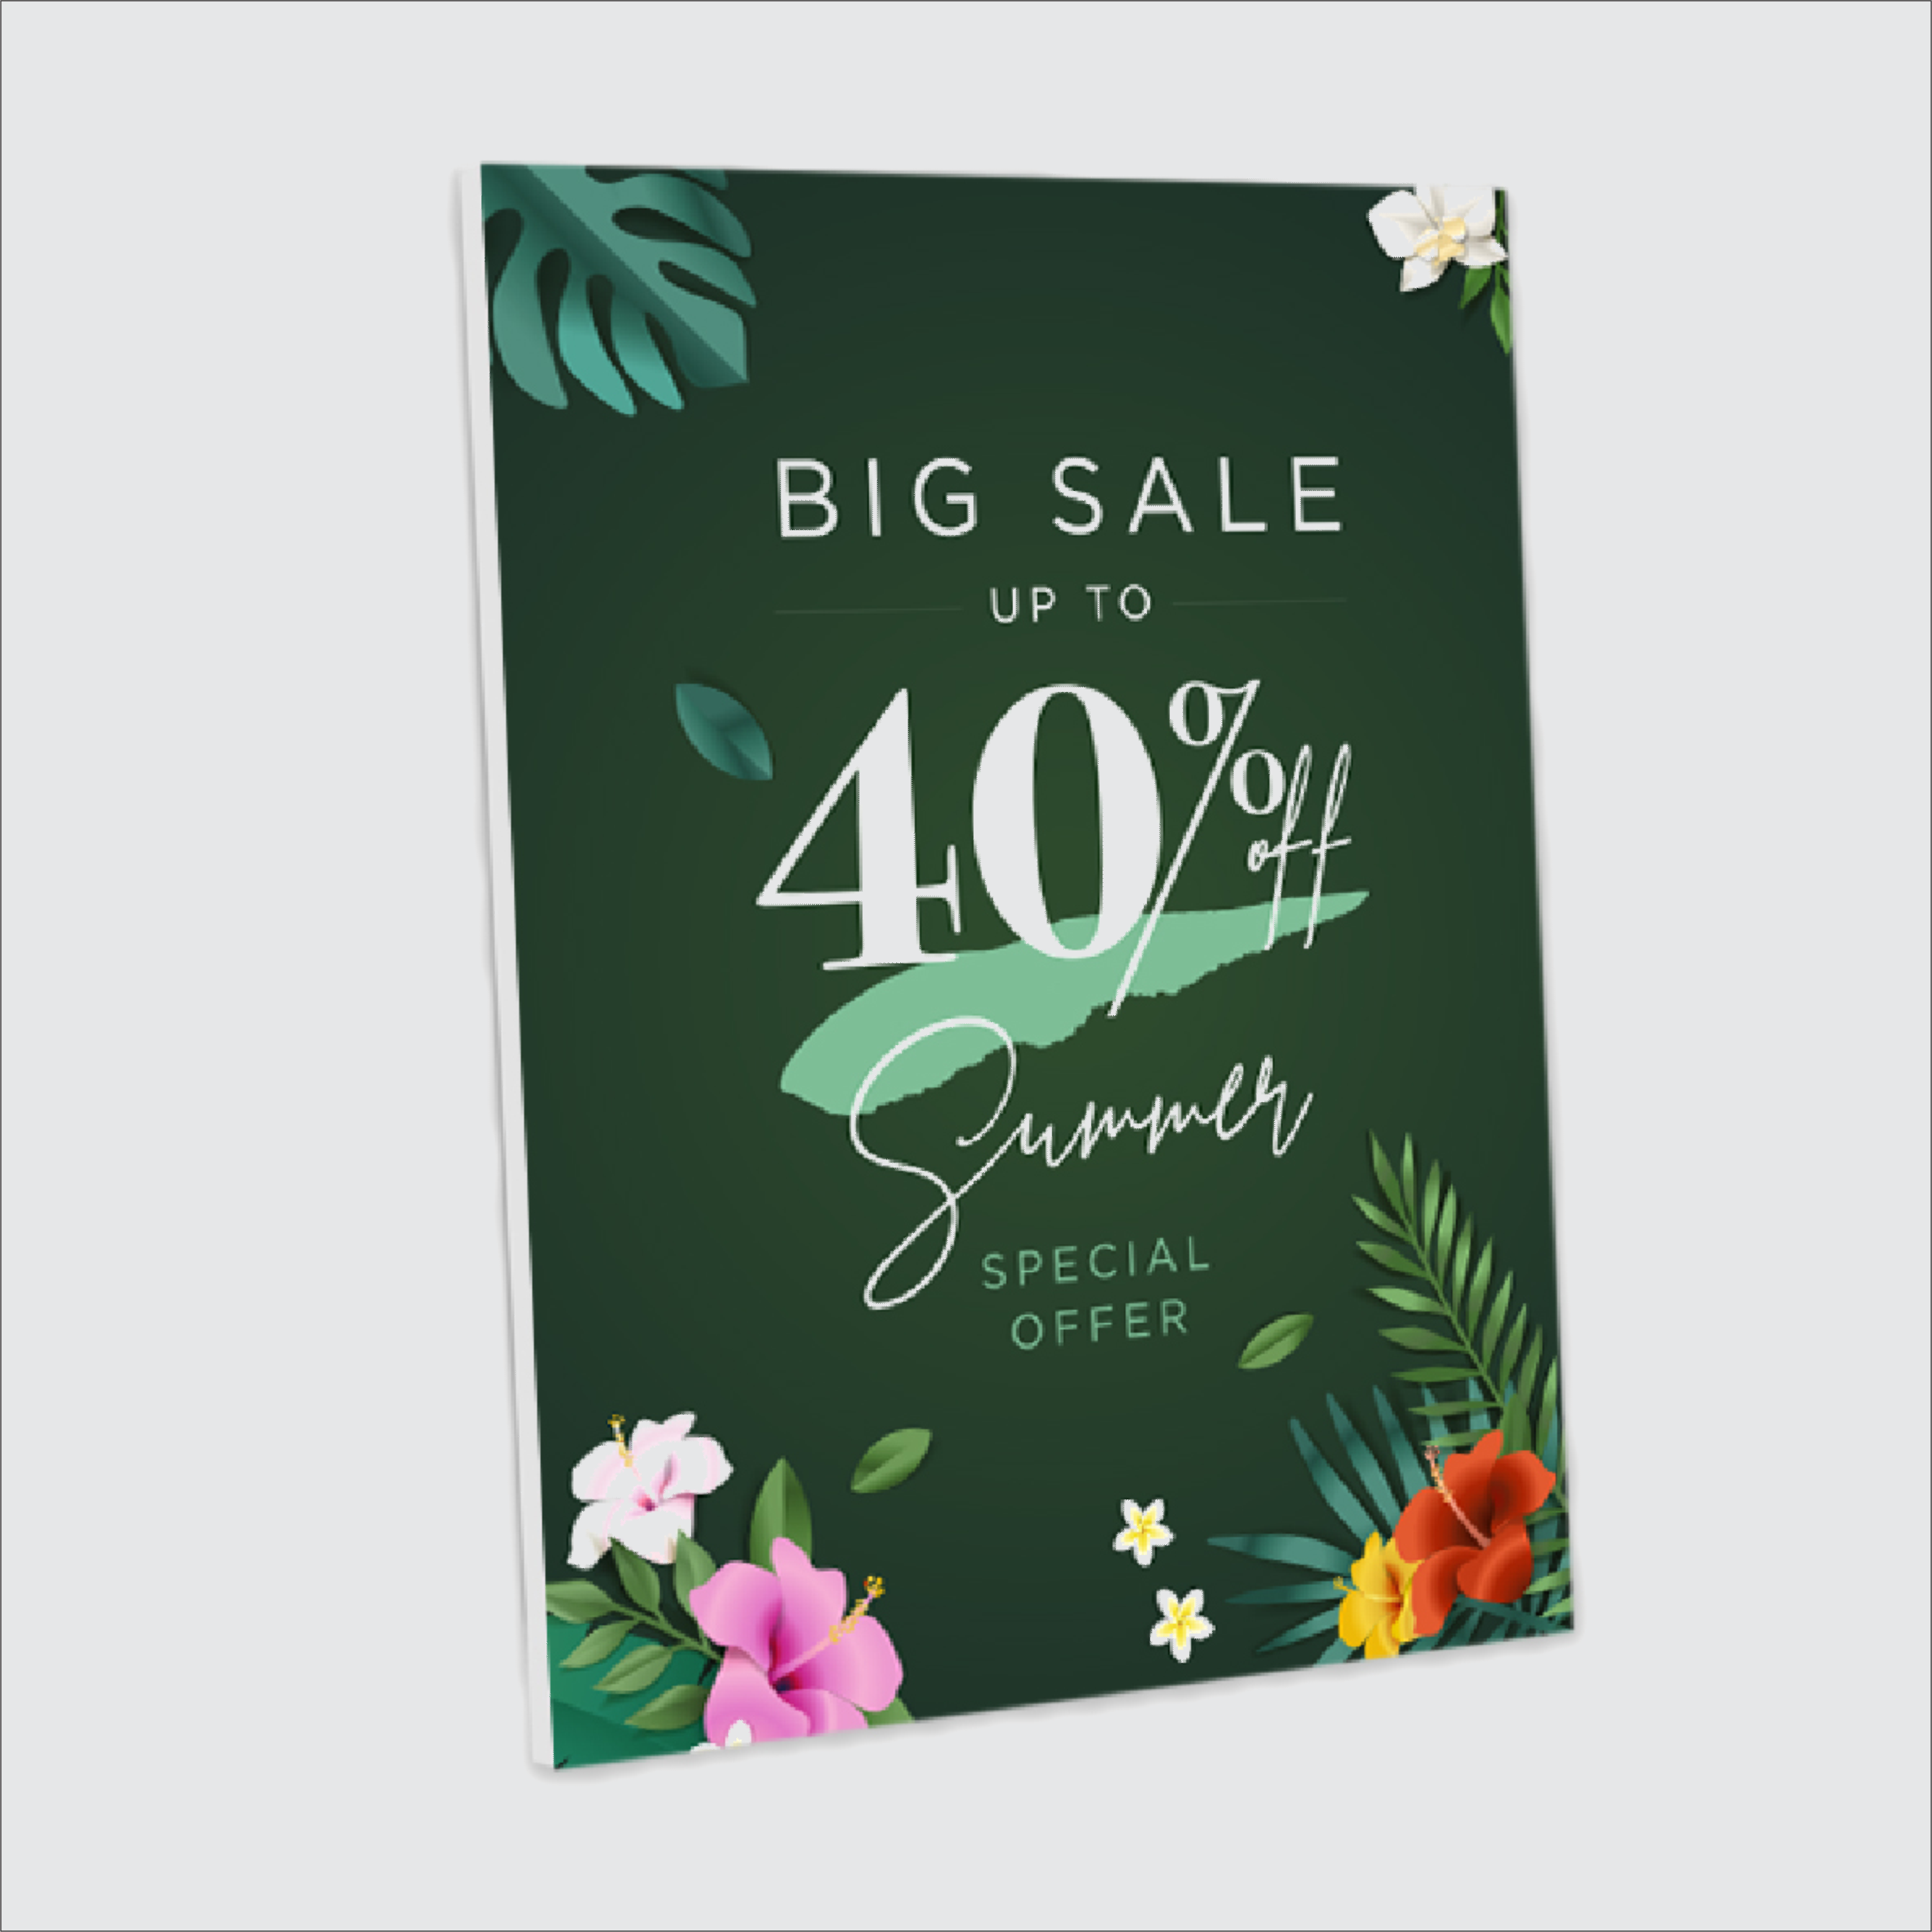 BIG SALE
UP TO
40%
off
Summer
SPECIAL
OFFER